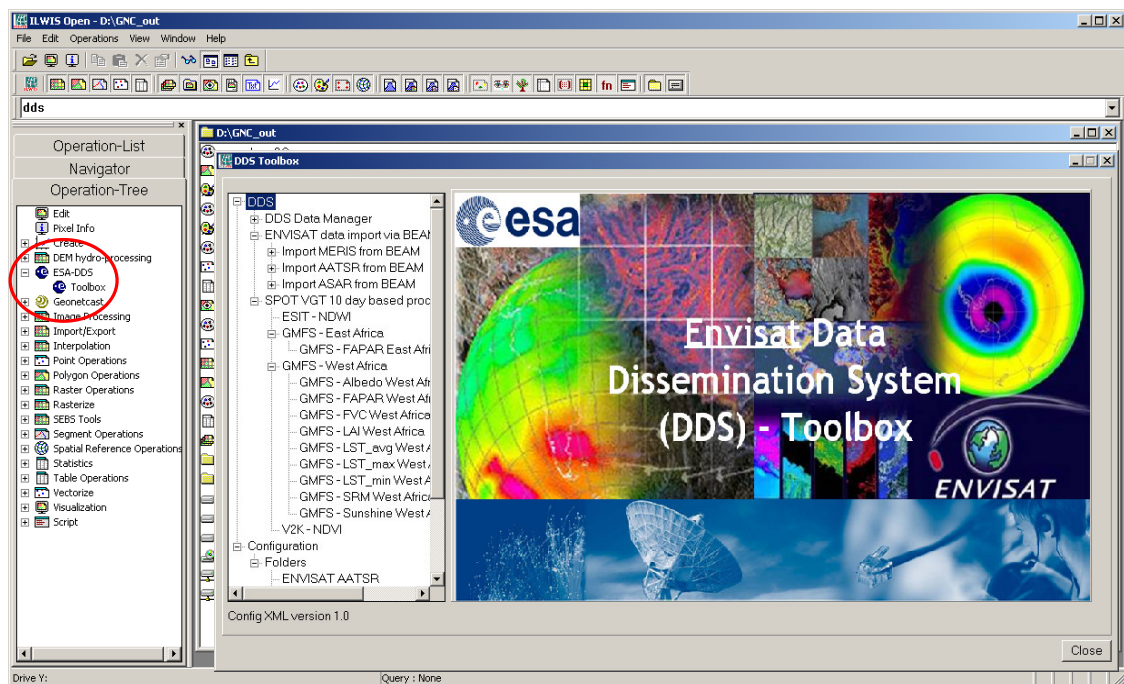 ILWIS Open - D:\GNC_out
File Edit Operations View Window Help
dds
Operation-List
Navigator
Operation-Tree
Edit
Pixel Info
Create
DEM hydro-processing
ESA-DDS
Toolbox
Geonetcast
Image Processing
Import/Export
Interpolation
Point Operations
Polygon Operations
Raster Operations
Rasterize
SEBS Tools
Segment Operations
Spatial Reference Operations
Statistics
Table Operations
Vectorize
Visualization
Script
D:\GNC_out
DDS Toolbox
DDS
DDS Data Manager
ENVISAT data import via BEAM
Import MERIS from BEAM
Import AATSR from BEAM
Import ASAR from BEAM
SPOT VGT 10 day based proc
ESIT - NDWI
GMFS - East Africa
GMFS - FAPAR East Afri
GMFS - West Africa
GMFS - Albedo West Afr
GMFS - FAPAR West Afr
GMFS - FVC West Africa
GMFS - LAI West Africa
GMFS - LST_avg West A
GMFS - LST_max West A
GMFS - LST_min West A
GMFS - SRM West Africa
GMFS - Sunshine West A
V2K - NDVI
Configuration
Folders
ENVISAT AATSR
esa
Envisat Data
Dissemination System
(DDS) - Toolbox
ENVISAT
Config XML version 1.0
Close
Drive Y:
Query : None